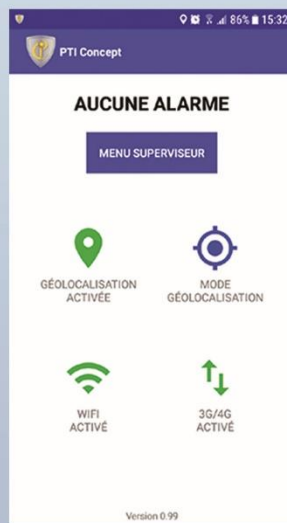 86% 15:32
PTI Concept
AUCUNE ALARME
MENU SUPERVISEUR
GÉOLOCALISATION
ACTIVÉE
MODE
GÉOLOCALISATION
WIFI
ACTIVÉ
3G/4G
ACTIVÉ
Version 0.99